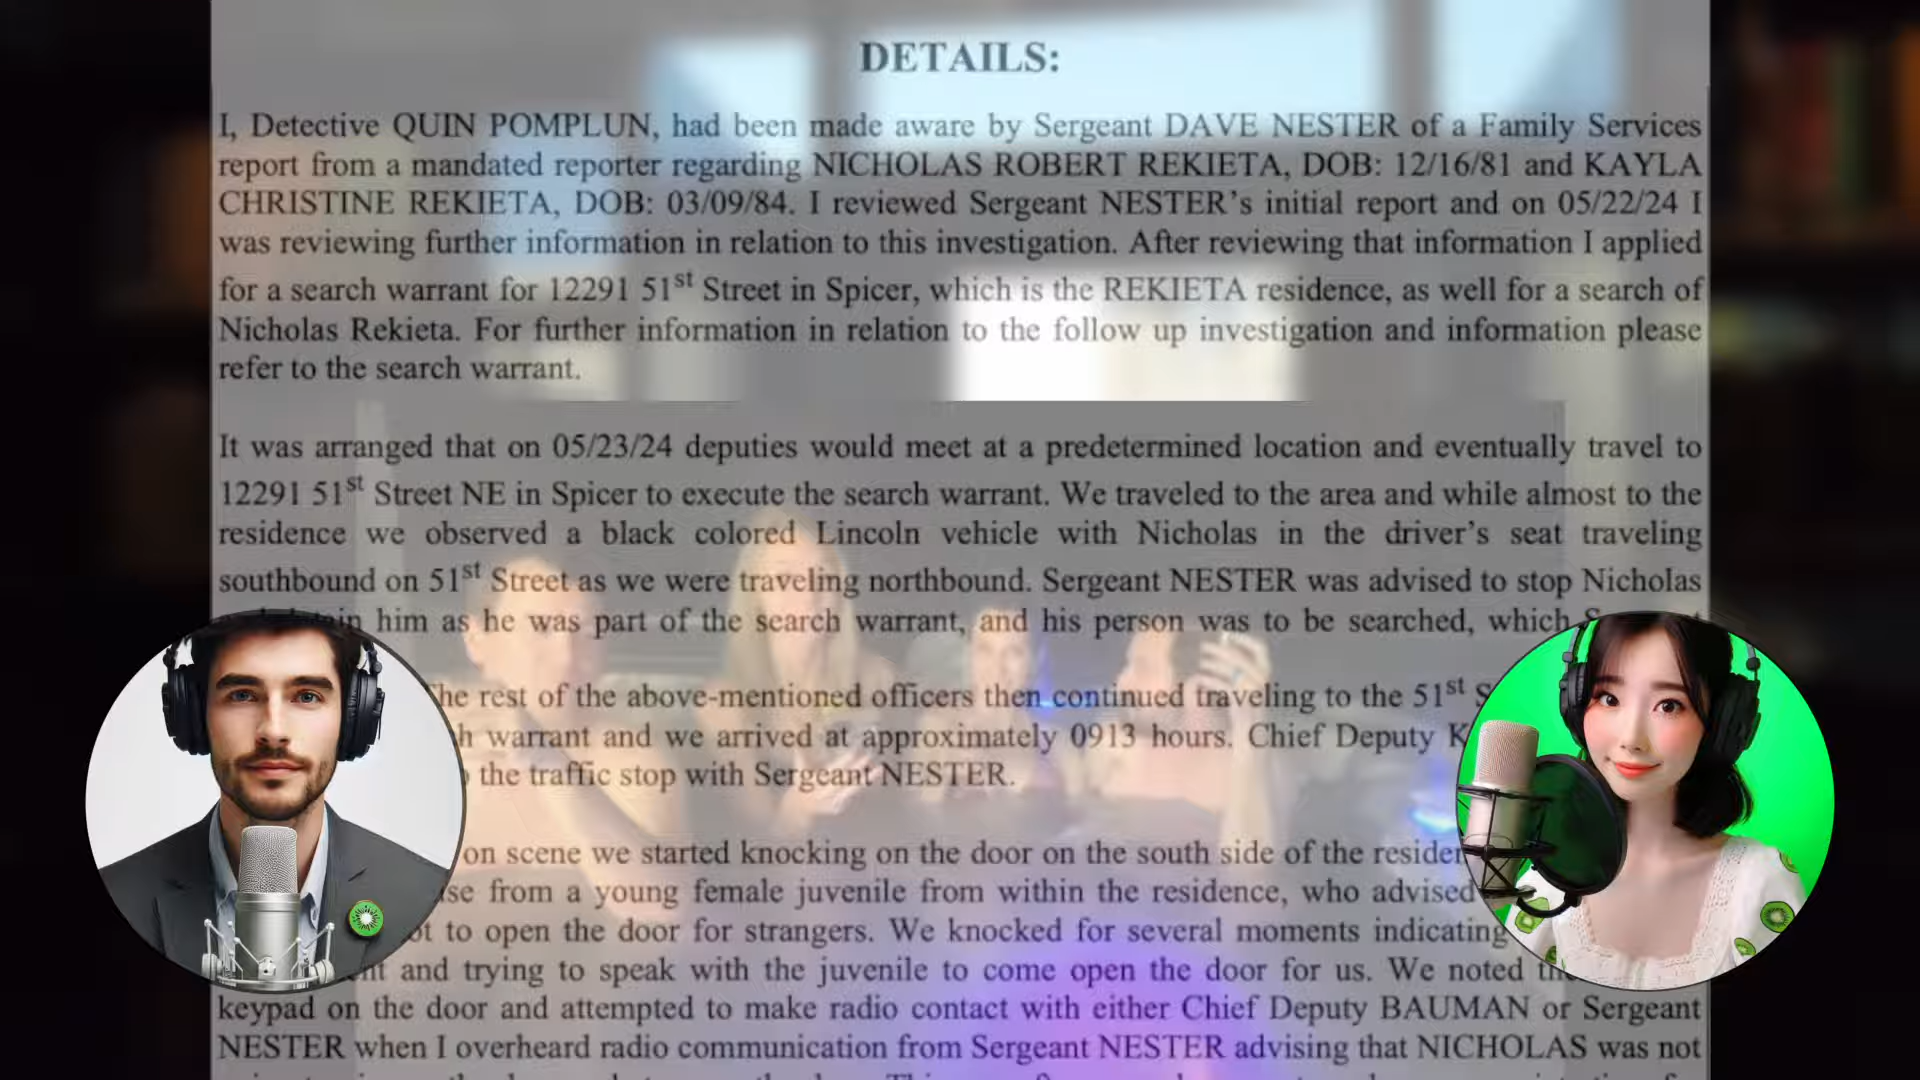 DETAILS:
I, Detective QUIN POMPLUN, had been made aware by Sergeant DAVE NESTER of a Family Services
report from a mandated reporter regarding NICHOLAS ROBERT REKIETA, DOB: 12/16/81 and KAYLA
CHRISTINE REKIETA, DOB: 03/09/84. I reviewed Sergeant NESTER's initial report and on 05/22/24 I
was reviewing further information in relation to this investigation. After reviewing that information I applied
for a search warrant for 12291 51st Street in Spicer, which is the REKIETA residence, as well for a search of
Nicholas Rekieta. For further information in relation to the follow up investigation and information please
refer to the search warrant.
It was arranged that on 05/23/24 deputies would meet at a predetermined location and eventually travel to
12291 51st Street NE in Spicer to execute the search warrant. We traveled to the area and while almost to the
residence we observed a black colored Lincoln vehicle with Nicholas in the driver's seat traveling
southbound on 51st Street as we were traveling northbound. Sergeant NESTER was advised to stop Nicholas
him as he was part of the search warrant, and his person was to be searched, which
rest of the above-mentioned officers then continued traveling to the 51st
warrant and we arrived at approximately 0913 hours. Chief Deputy
the traffic stop with Sergeant NESTER.
on scene we started knocking on the door on the south side of the
from a young female juvenile from within the residence, who advised
to open the door for strangers. We knocked for several moments indicating
and trying to speak with the juvenile to come open the door for us. We noted
keypad on the door and attempted to make radio contact with either Chief Deputy BAUMAN or Sergeant
NESTER when I overheard radio communication from Sergeant NESTER advising that NICHOLAS was not